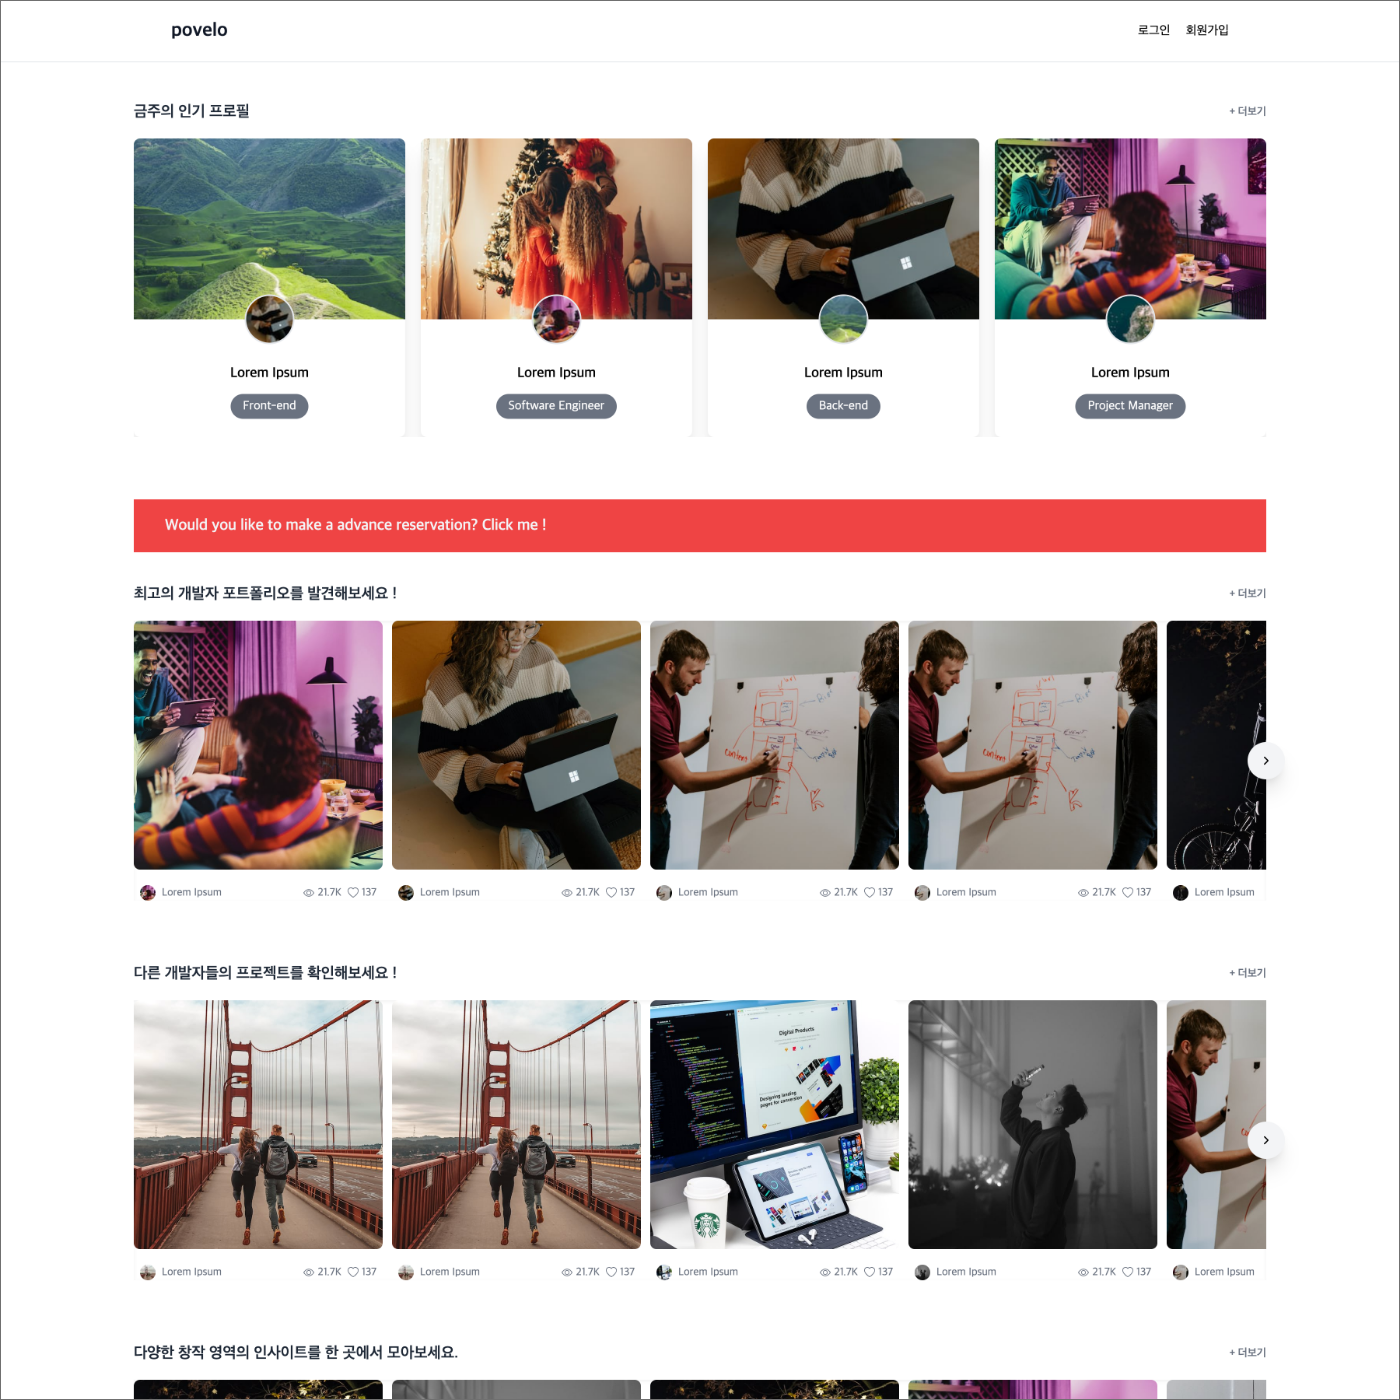 povelo
로그인 회원가입
금주의 인기 프로필
+ 더보기
Lorem Ipsum
Front-end
Lorem Ipsum
Software Engineer
Lorem Ipsum
Back-end
Lorem Ipsum
Project Manager
Would you like to make a advance reservation? Click me !
최고의 개발자 포트폴리오를 발견해보세요 !
+ 더보기
Lorem Ipsum 21.7K 137
Lorem Ipsum 21.7K 137
Lorem Ipsum 21.7K 137
Lorem Ipsum 21.7K 137
Lorem Ipsum
다른 개발자들의 프로젝트를 확인해보세요 !
+ 더보기
Digital Products
Designing landing
pages for conversion
Lorem Ipsum 21.7K 137
Lorem Ipsum 21.7K 137
Lorem Ipsum 21.7K 137
Lorem Ipsum 21.7K 137
Lorem Ipsum
다양한 창작 영역의 인사이트를 한 곳에서 모아보세요.
+ 더보기